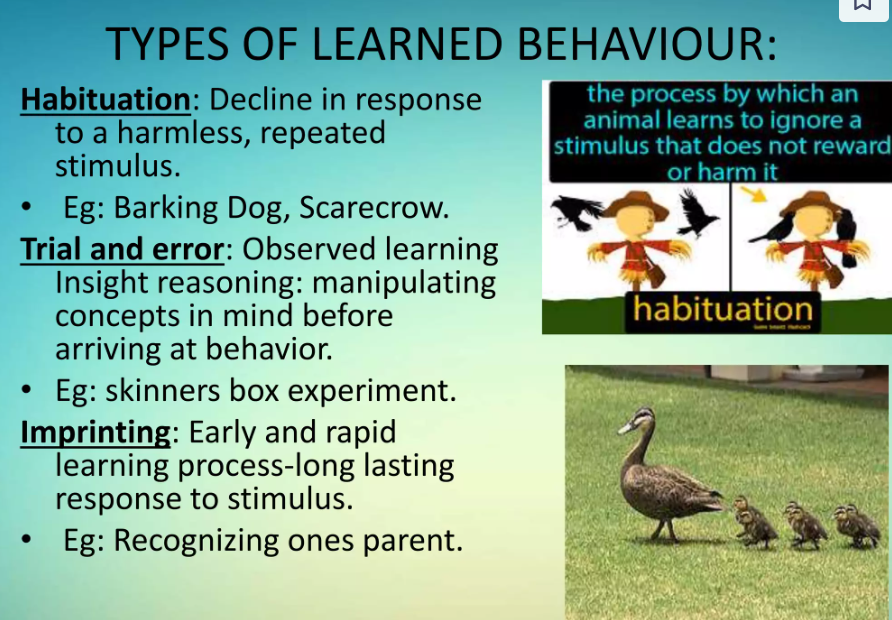 TYPES OF LEARNED BEHAVIOUR:
Habituation: Decline in response
to a harmless, repeated
stimulus.
• Eg: Barking Dog, Scarecrow.
Trial and error: Observed learning
Insight reasoning: manipulating
concepts in mind before
arriving at behavior.
• Eg: skinners box experiment.
Imprinting: Early and rapid
learning process-long lasting
response to stimulus.
• Eg: Recognizing ones parent.
the process by which an
animal learns to ignore a
stimulus that does not reward
or harm it
habituation